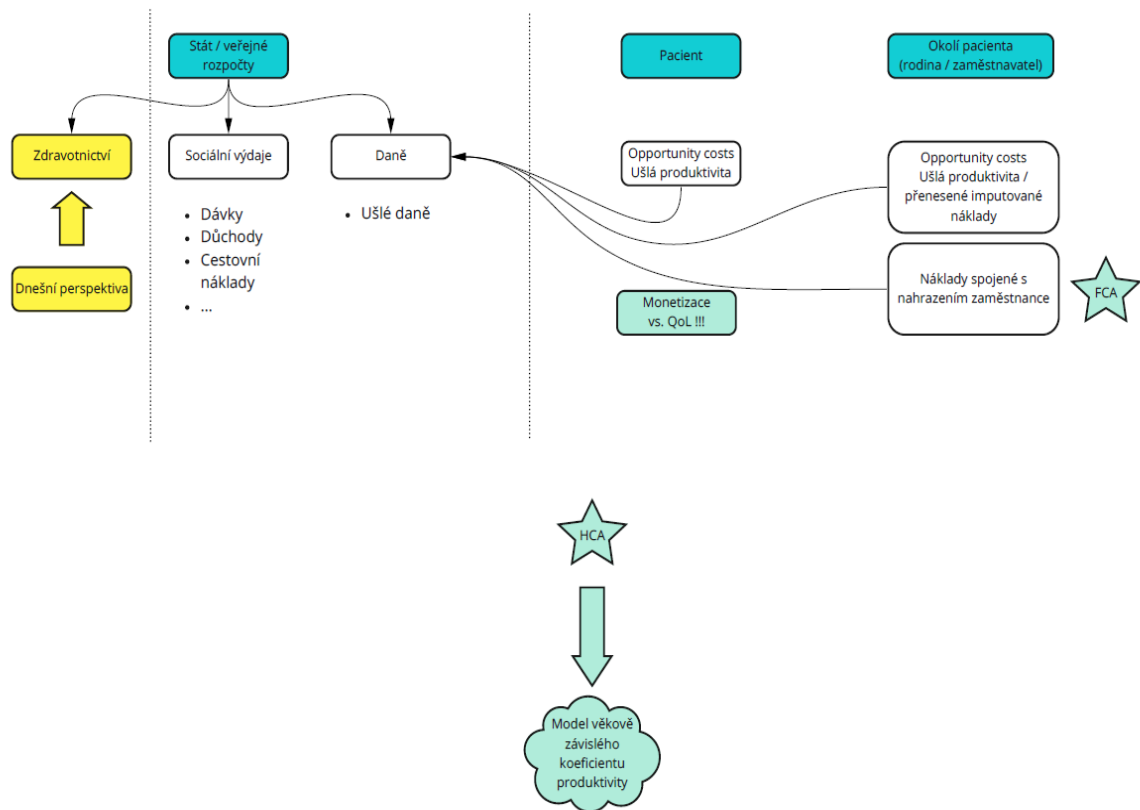 Stát / veřejné
rozpočty
Pacient
Okolí pacienta
(rodina / zaměstnavatel)
Zdravotnictví
Sociální výdaje
Daně
Opportunity costs
Ušlá produktivita
Opportunity costs
Ušlá produktivita /
přenesené imputované
náklady
• Dávky
• Důchody
• Cestovní
náklady
• ...
• Ušlé daně
Dnešní perspektiva
Monetizace
vs. QoL !!!
Náklady spojené s
nahrazením zaměstnance
FCA
HCA
Model věkově
závislého
koeficientu
produktivity